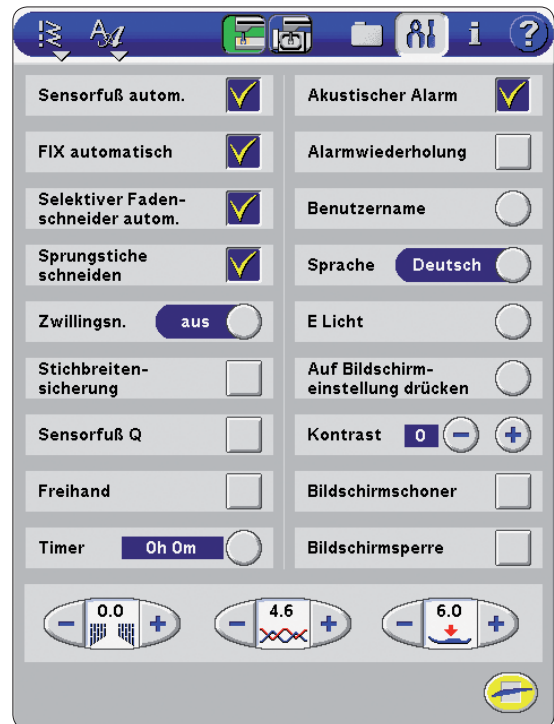 i
?
Sensorfuß autom.
FIX automatisch
Selektiver Faden-
schneider autom.
Sprungstiche
schneiden
Zwillingsn.
aus
Stichbreiten-
sicherung
Sensorfuß Q
Freihand
Timer
0h 0m
Akustischer Alarm
Alarmwiederholung
Benutzername
Sprache
Deutsch
E Licht
Auf Bildschirm-
einstellung drücken
Kontrast
0
−
+
Bildschirmschoner
Bildschirmsperre
− 0.0 +
− 4.6 +
− 6.0 +